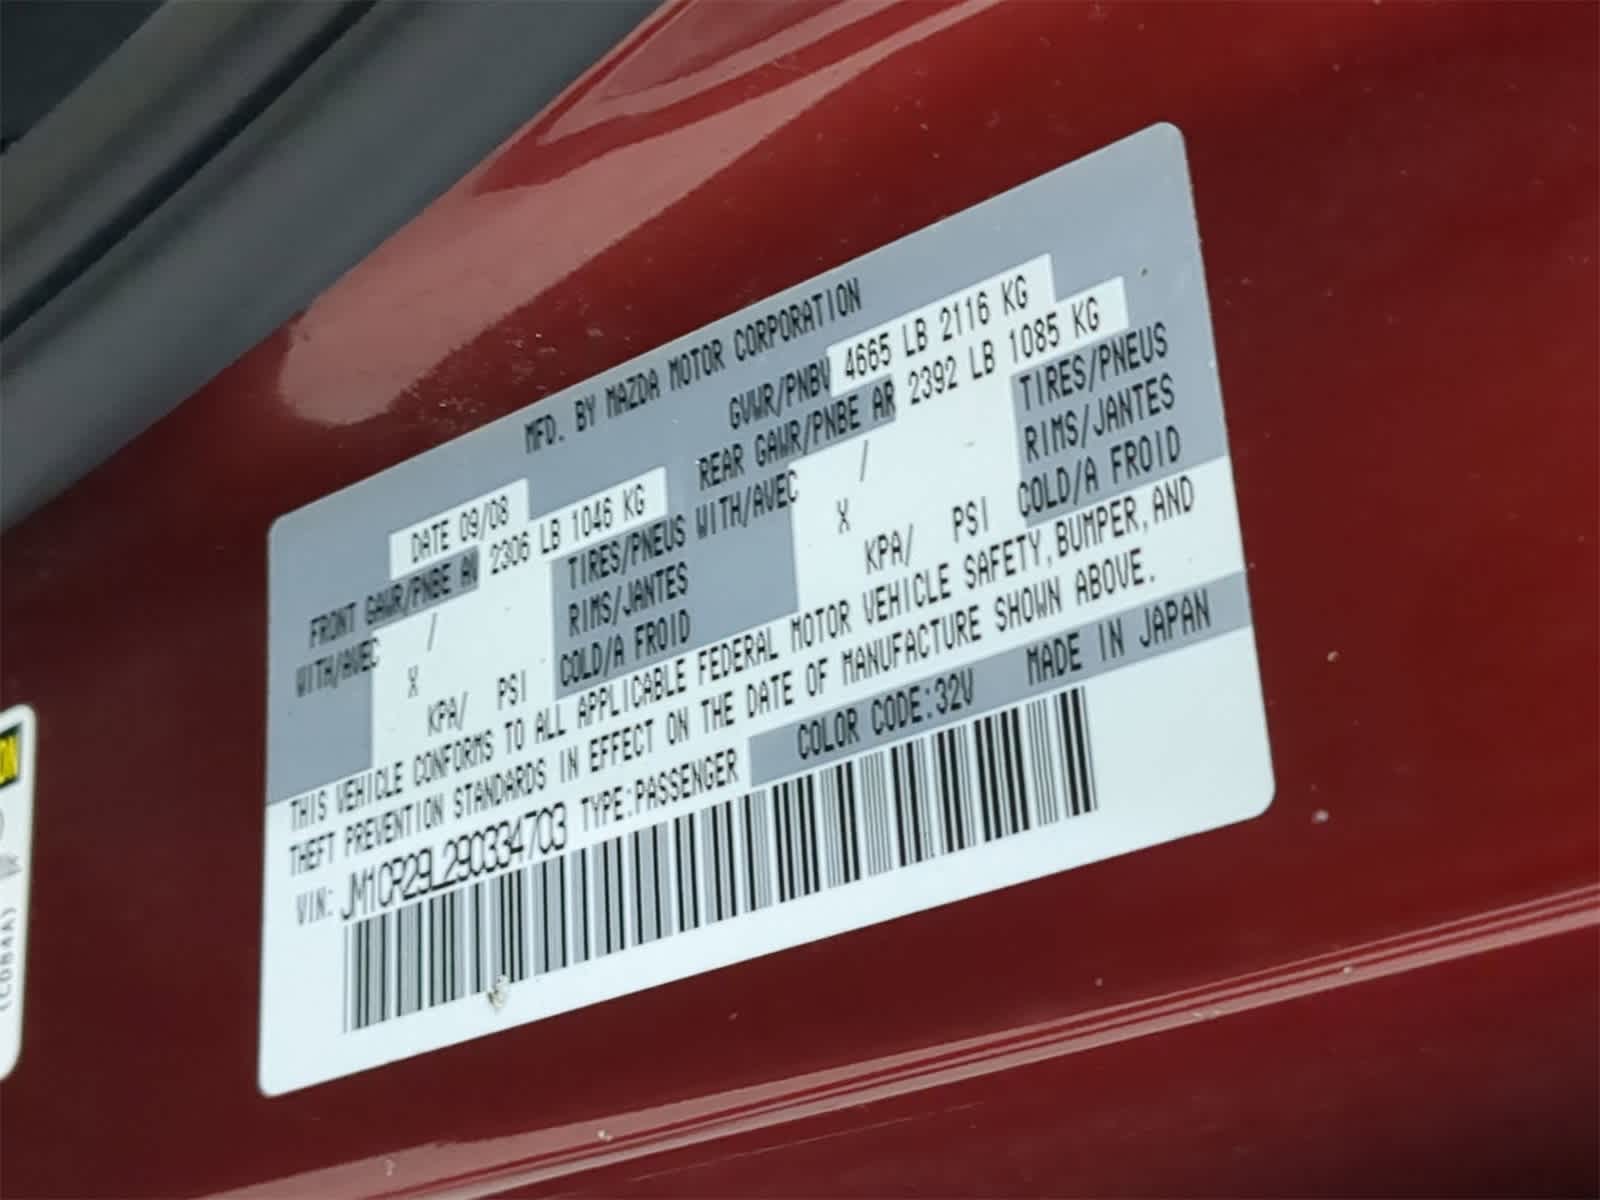 MFD. BY MAZDA MOTOR CORPORATION
DATE 09/08 GVWR/PNBV 4665 LB 2116 KG
FRONT GAWR/PNBE AV 2306 LB 1046 KG REAR GAWR/PNBE AR 2392 LB 1085 KG
WITH/AVEC / TIRES/PNEUS WITH/AVEC / TIRES/PNEUS
X RIMS/JANTES X RIMS/JANTES
KPA/ PSI COLD/A FROID KPA/ PSI COLD/A FROID
THIS VEHICLE CONFORMS TO ALL APPLICABLE FEDERAL MOTOR VEHICLE SAFETY, BUMPER, AND
THEFT PREVENTION STANDARDS IN EFFECT ON THE DATE OF MANUFACTURE SHOWN ABOVE.
VIN: JM1CR29L290334703 TYPE:PASSENGER COLOR CODE:32V MADE IN JAPAN
(C084A)